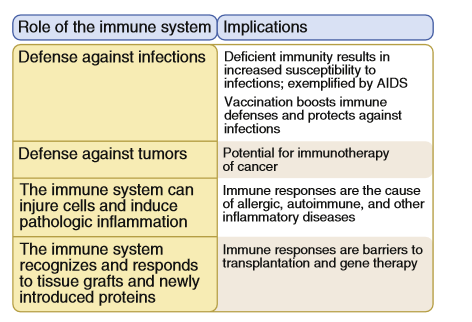 Role of the immune system
Implications
Defense against infections
Deficient immunity results in
increased susceptibility to
infections; exemplified by AIDS
Vaccination boosts immune
defenses and protects against
infections
Defense against tumors
Potential for immunotherapy
of cancer
The immune system can
injure cells and induce
pathologic inflammation
Immune responses are the cause
of allergic, autoimmune, and other
inflammatory diseases
The immune system
recognizes and responds
to tissue grafts and newly
introduced proteins
Immune responses are barriers to
transplantation and gene therapy